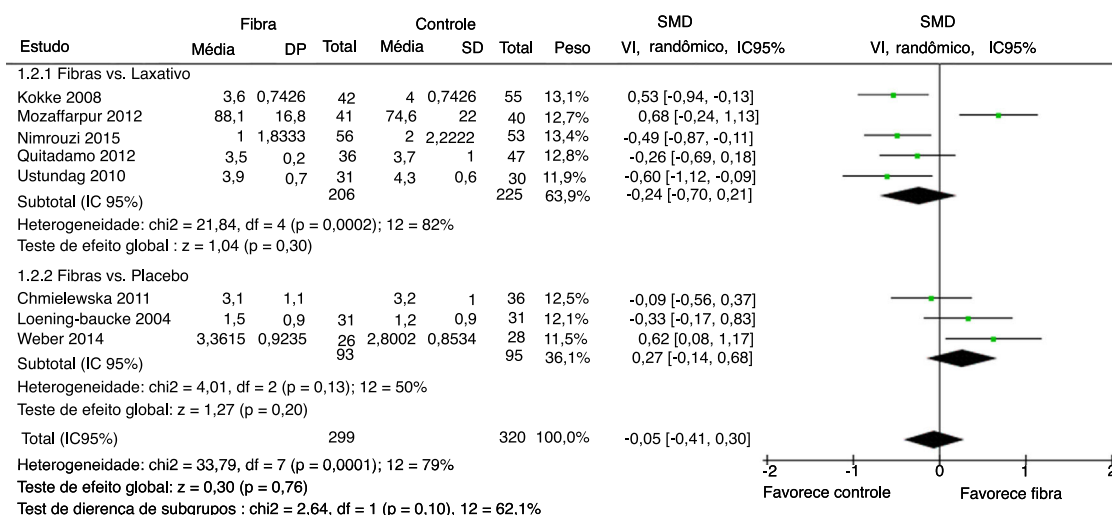 Fibra Controle SMD SMD
Estudo Média DP Total Média SD Total Peso VI, randômico, IC95% VI, randômico, IC95%
1.2.1 Fibras vs. Laxativo
Kokke 2008 3,6 0,7426 42 4 0,7426 55 13,1% 0,53 [-0,94, -0,13]
Mozaffarpur 2012 88,1 16,8 41 74,6 22 40 12,7% 0,68 [-0,24, 1,13]
Nimrouzi 2015 1 1,8333 56 2 2,2222 53 13,4% -0,49 [-0,87, -0,11]
Quitadamo 2012 3,5 0,2 36 3,7 1 47 12,8% -0,26 [-0,69, 0,18]
Ustundag 2010 3,9 0,7 31 4,3 0,6 30 11,9% -0,60 [-1,12, -0,09]
Subtotal (IC 95%) 206 225 63,9% -0,24 [-0,70, 0,21]
Heterogeneidade: chi2 = 21,84, df = 4 (p = 0,0002); 12 = 82%
Teste de efeito global : z = 1,04 (p = 0,30)
1.2.2 Fibras vs. Placebo
Chmielewska 2011 3,1 1,1 3,2 1 36 12,5% -0,09 [-0,56, 0,37]
Loening-baucke 2004 1,5 0,9 31 1,2 0,9 31 12,1% -0,33 [-0,17, 0,83]
Weber 2014 3,3615 0,9235 26 2,8002 0,8534 28 11,5% 0,62 [0,08, 1,17]
Subtotal (IC 95%) 93 95 36,1% 0,27 [-0,14, 0,68]
Heterogeneidade: chi2 = 4,01, df = 2 (p = 0,13); 12 = 50%
Teste de efeito global: z = 1,27 (p = 0,20)
Total (IC95%) 299 320 100,0% -0,05 [-0,41, 0,30]
Heterogeneidade: chi2 = 33,79, df = 7 (p = 0,0001); 12 = 79%
Teste de efeito global: z = 0,30 (p = 0,76)
Test de dierenca de subgrupos : chi2 = 2,64, df = 1 (p = 0,10), 12 = 62,1%
-2 -1 0 1 2
Favorece controle Favorece fibra